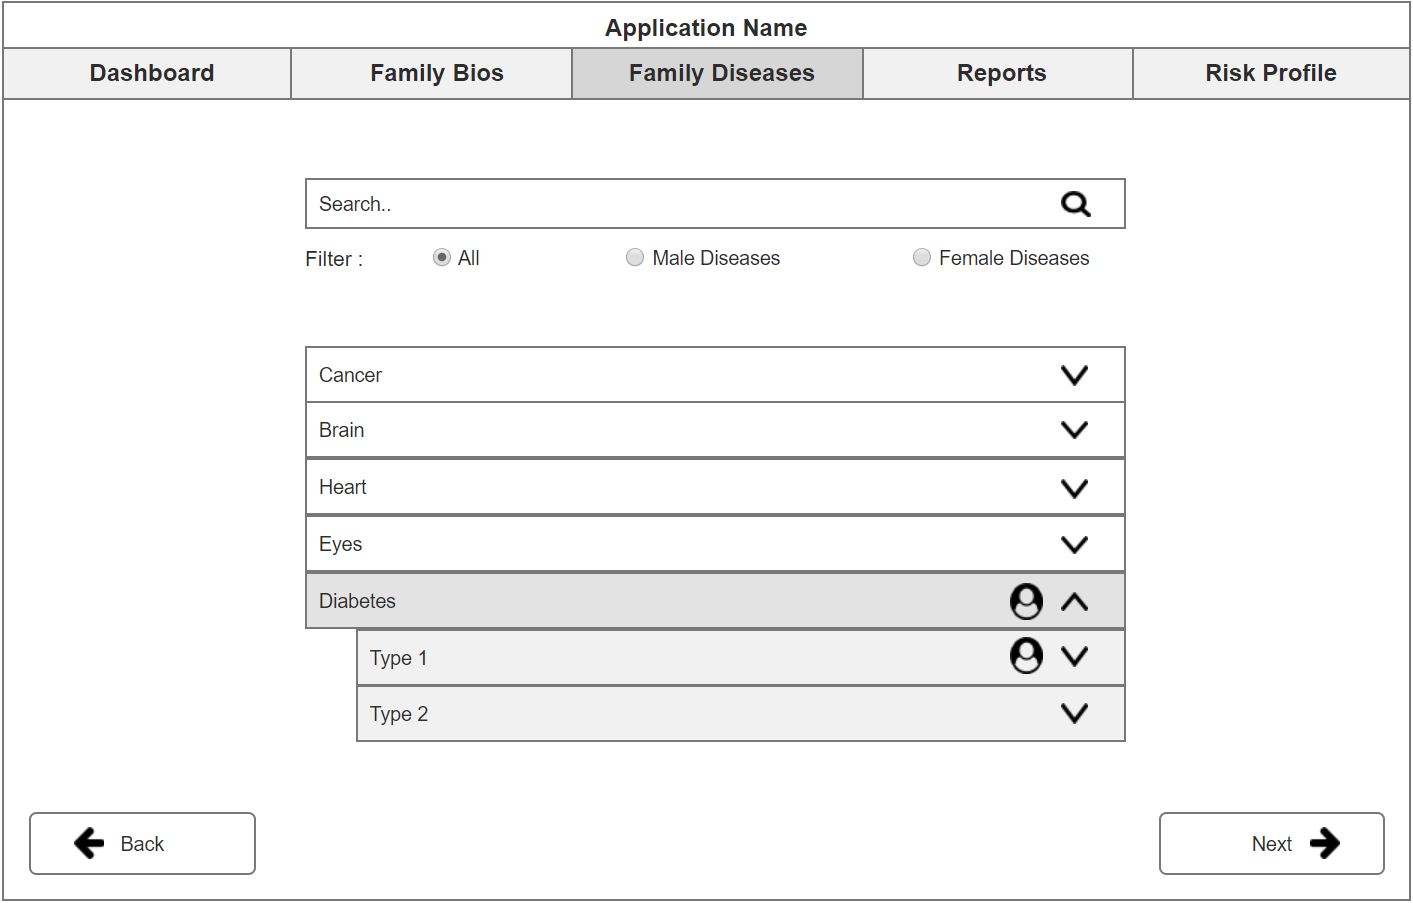 Application Name
Dashboard Family Bios Family Diseases Reports Risk Profile
Search..
Filter : All Male Diseases Female Diseases
Cancer
Brain
Heart
Eyes
Diabetes
Type 1
Type 2
Back Next